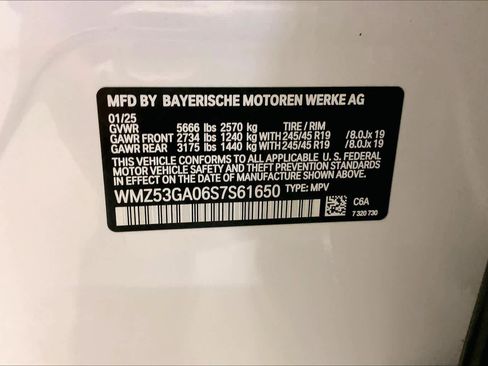 MFD BY BAYERISCHE MOTOREN WERKE AG
01/25
GVWR 5666 lbs 2570 kg TIRE / RIM
GAWR FRONT 2734 lbs 1240 kg WITH 245/45 R19 /8.0Jx 19
GAWR REAR 3175 lbs 1440 kg WITH 245/45 R19 /8.0Jx 19
THIS VEHICLE CONFORMS TO ALL APPLICABLE U. S. FEDERAL
MOTOR VEHICLE SAFETY AND THEFT PREVENTION STANDARDS
IN EFFECT ON THE DATE OF MANUFACTURE SHOWN ABOVE.
WMZ53GA06S7S61650 TYPE: MPV
C6A
7 320 730